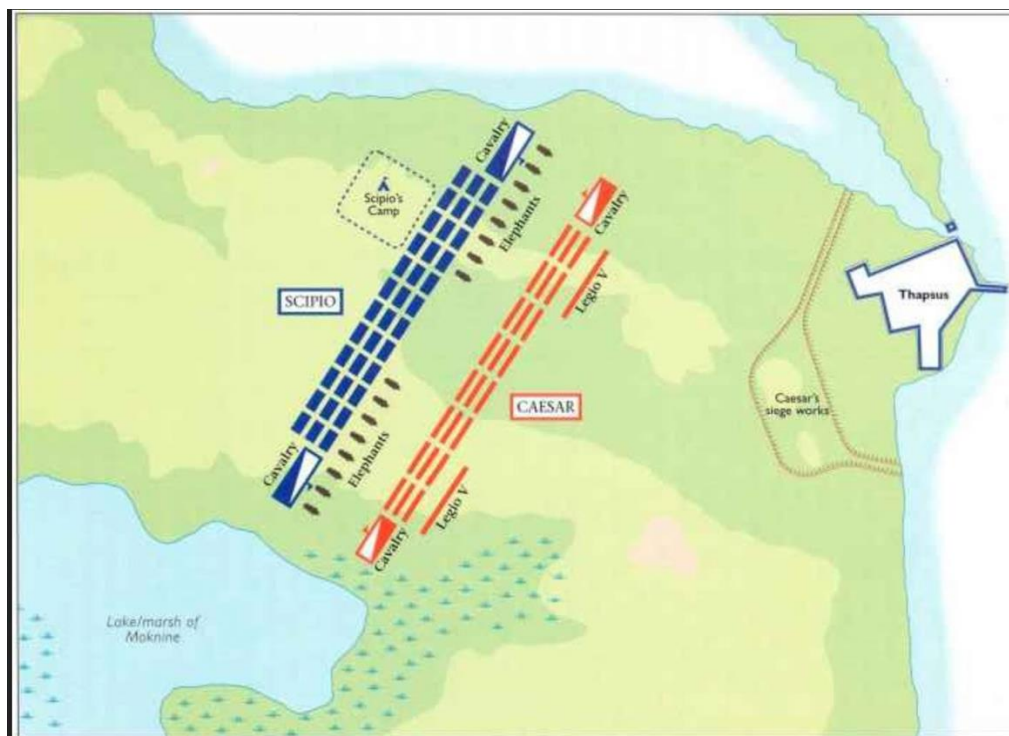 Cavalry
Scipio's
Camp
Elephants
Cavalry
SCIPIO
Legio V
Thapsus
CAESAR
Caesar's
siege works
Cavalry
Elephants
Legio V
Cavalry
Lake/marsh of
Moknine